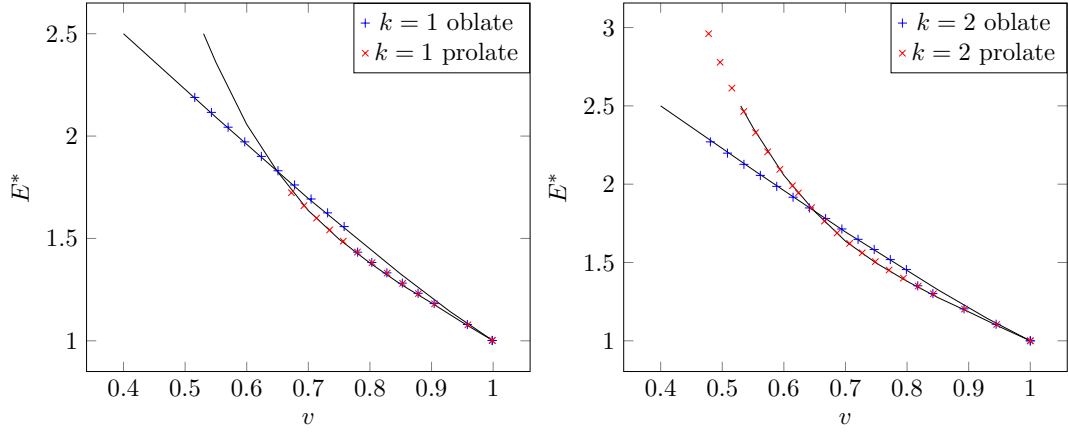 k = 1 oblate
k = 1 prolate
2.5
2
1.5
1
E*
0.4 0.5 0.6 0.7 0.8 0.9 1
v
k = 2 oblate
k = 2 prolate
3
2.5
2
1.5
1
E*
0.4 0.5 0.6 0.7 0.8 0.9 1
v